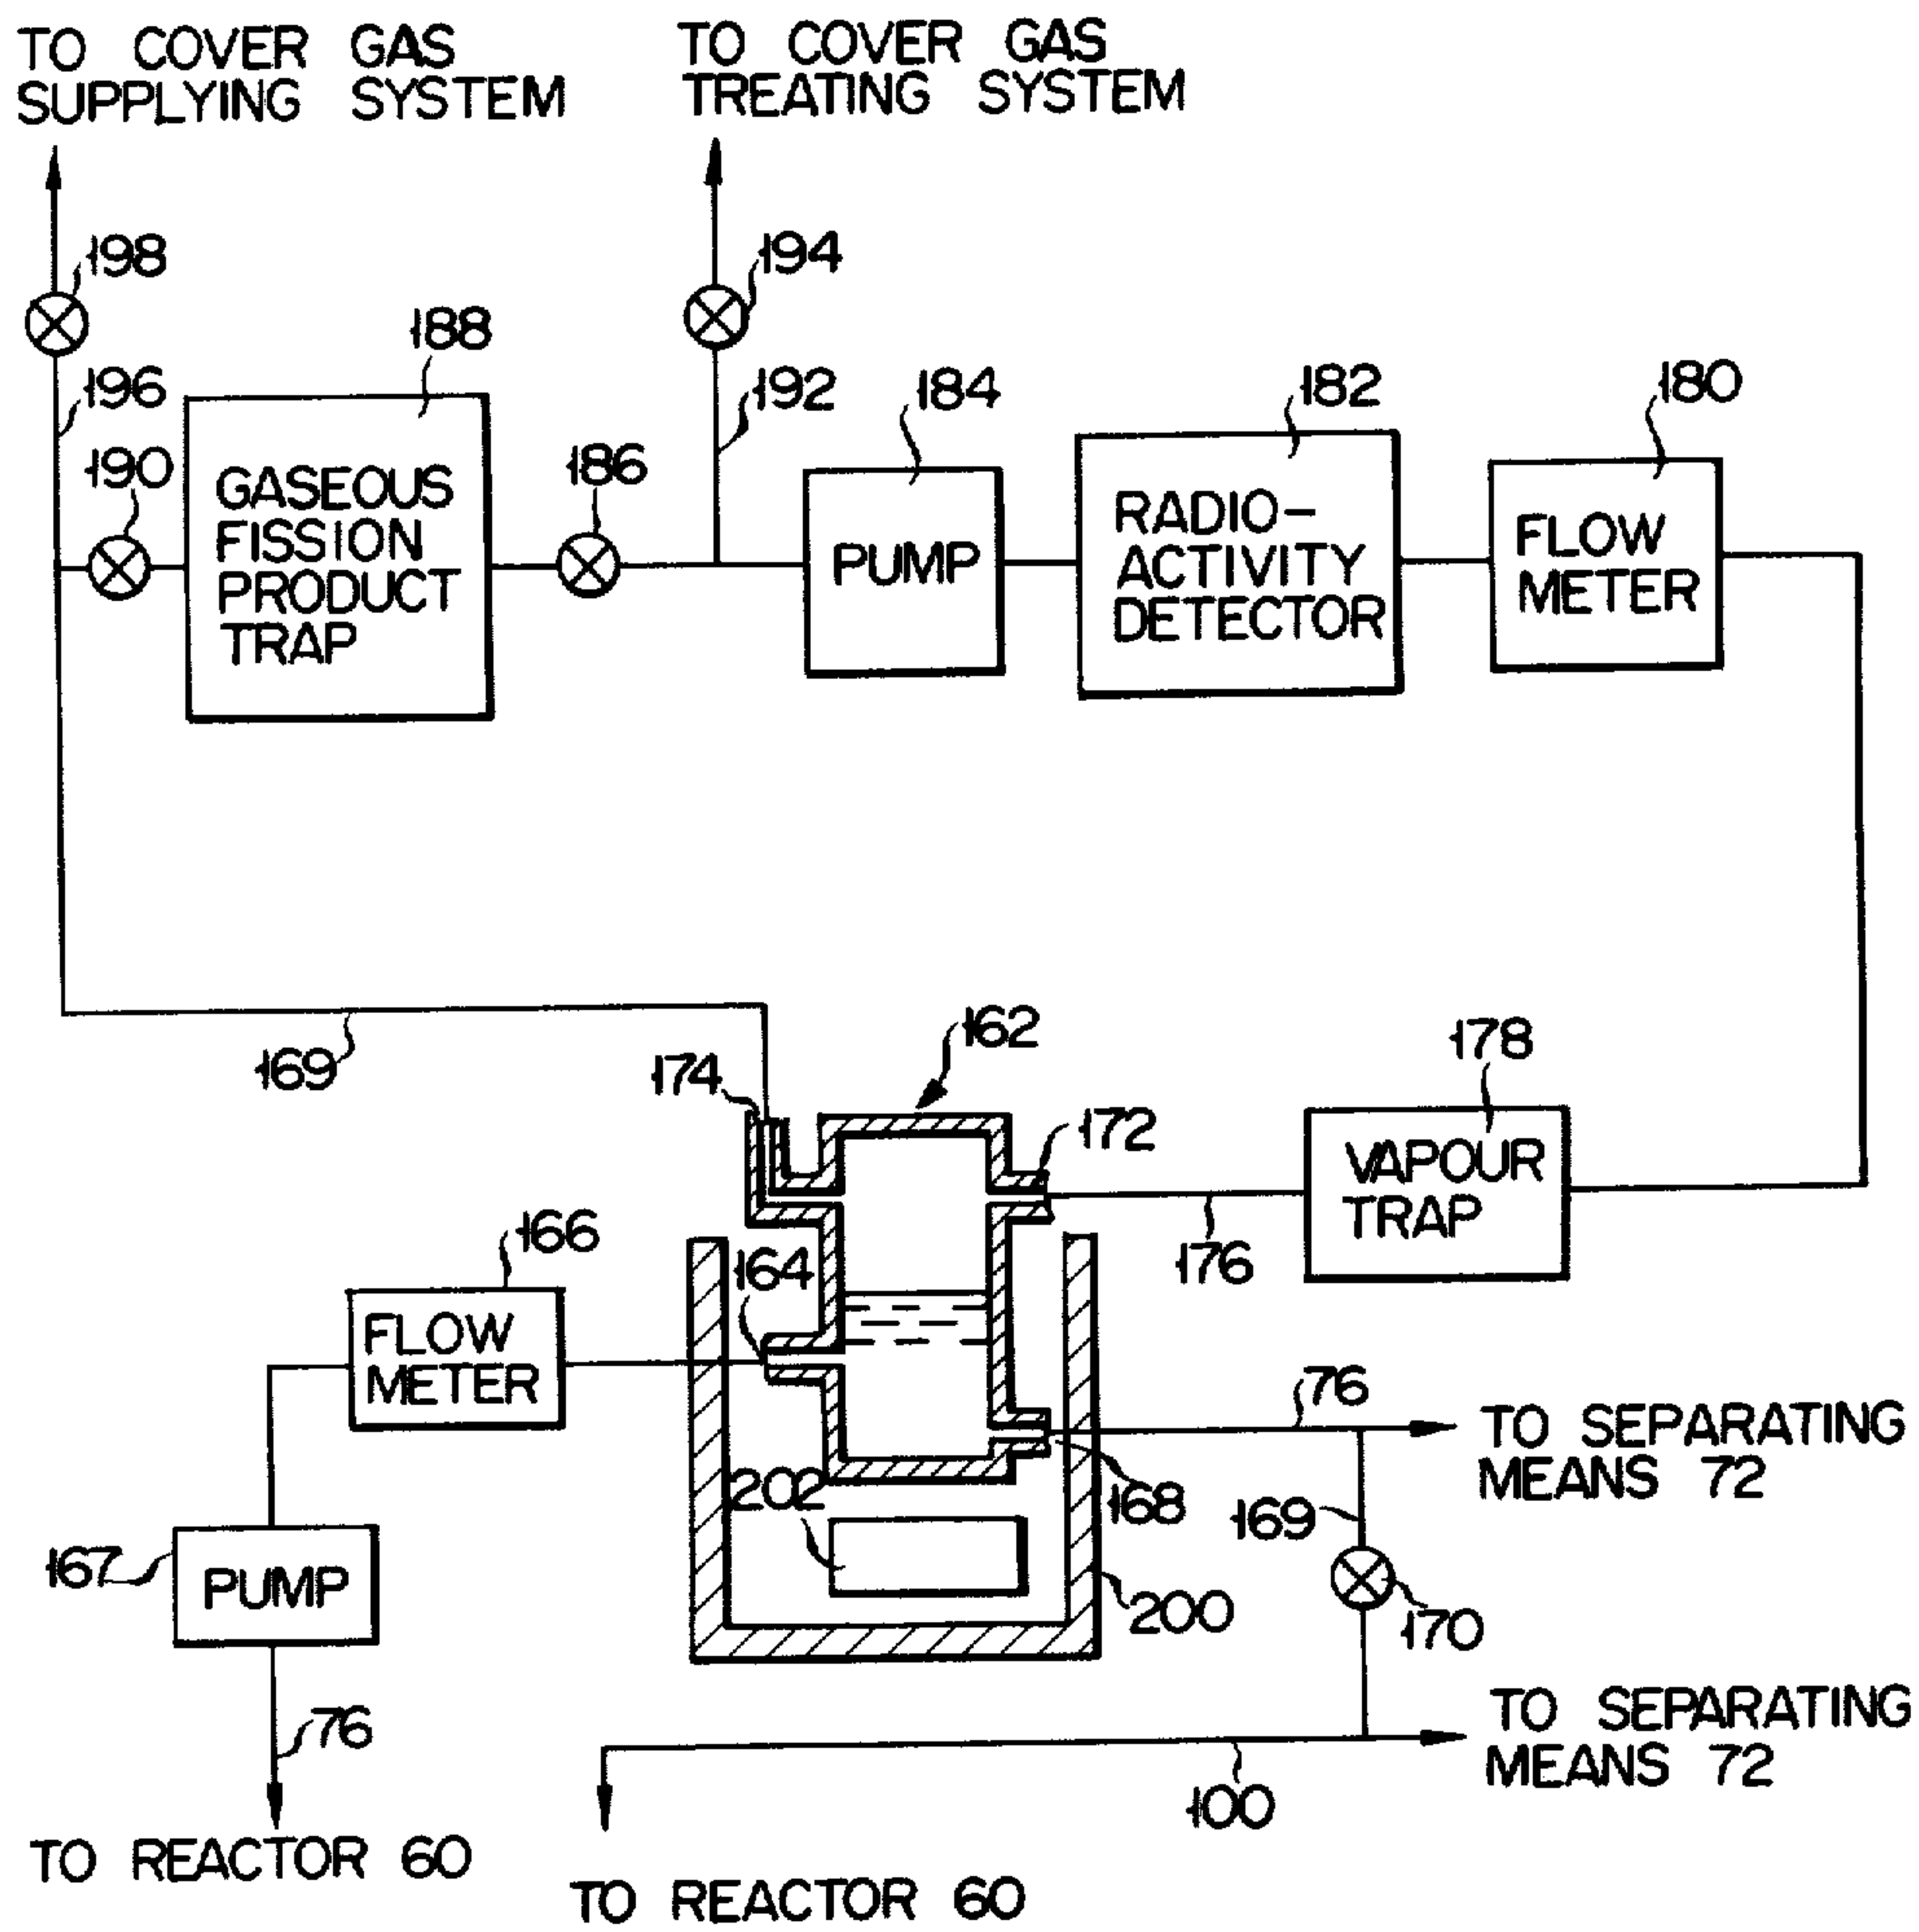 TO COVER GAS
SUPPLYING SYSTEM
TO COVER GAS
TREATING SYSTEM
198
194
188
196
192
184
182
180
190
186
GASEOUS
FISSION
PRODUCT
TRAP
PUMP
RADIO-
ACTIVITY
DETECTOR
FLOW
METER
169
162
174
178
172
VAPOUR
TRAP
166
164
176
FLOW
METER
76
TO SEPARATING
MEANS 72
202
168
169
167
PUMP
200
170
76
TO SEPARATING
MEANS 72
100
TO REACTOR 60
TO REACTOR 60